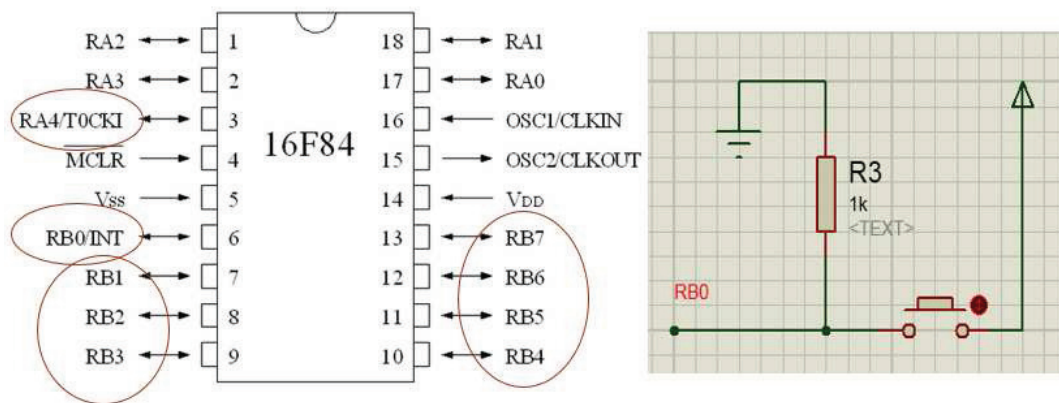 RA2 1 18 RA1
RA3 2 17 RA0
RA4/T0CKI 3 16 OSC1/CLKIN
16F84
MCLR 4 15 OSC2/CLKOUT
Vss 5 14 VDD
RB0/INT 6 13 RB7
RB1 7 12 RB6
RB2 8 11 RB5
RB3 9 10 RB4
R3
1k
<TEXT>
RB0